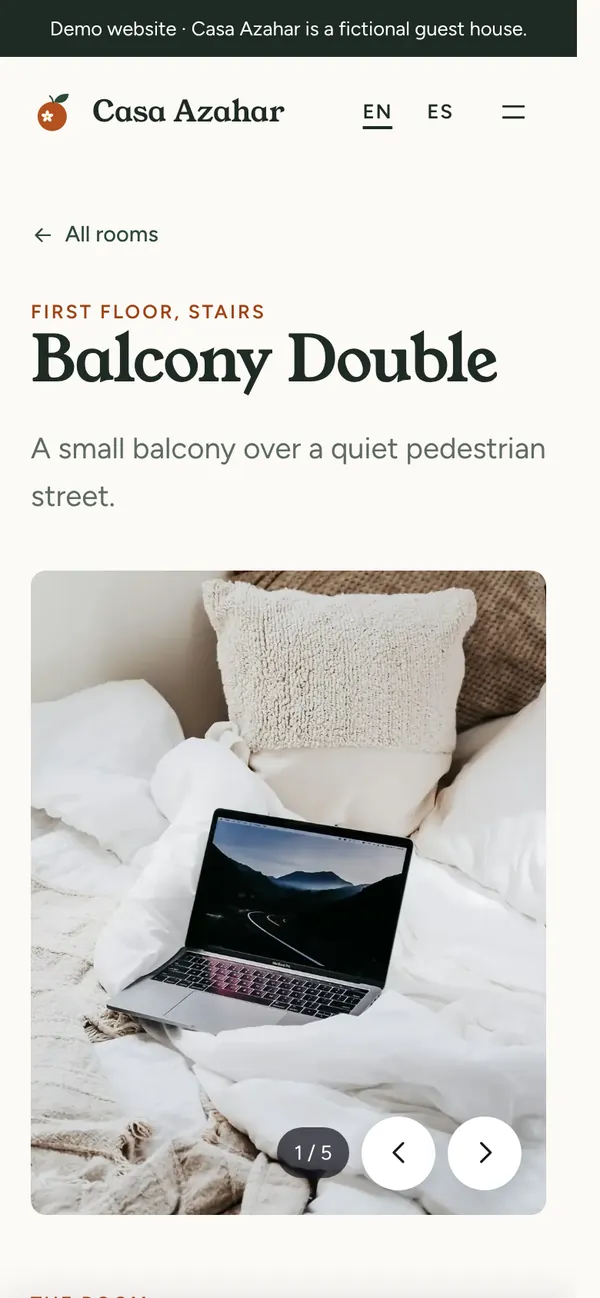 Demo website · Casa Azahar is a fictional guest house.
Casa Azahar
EN ES
← All rooms
FIRST FLOOR, STAIRS
Balcony Double
A small balcony over a quiet pedestrian
street.
1 / 5